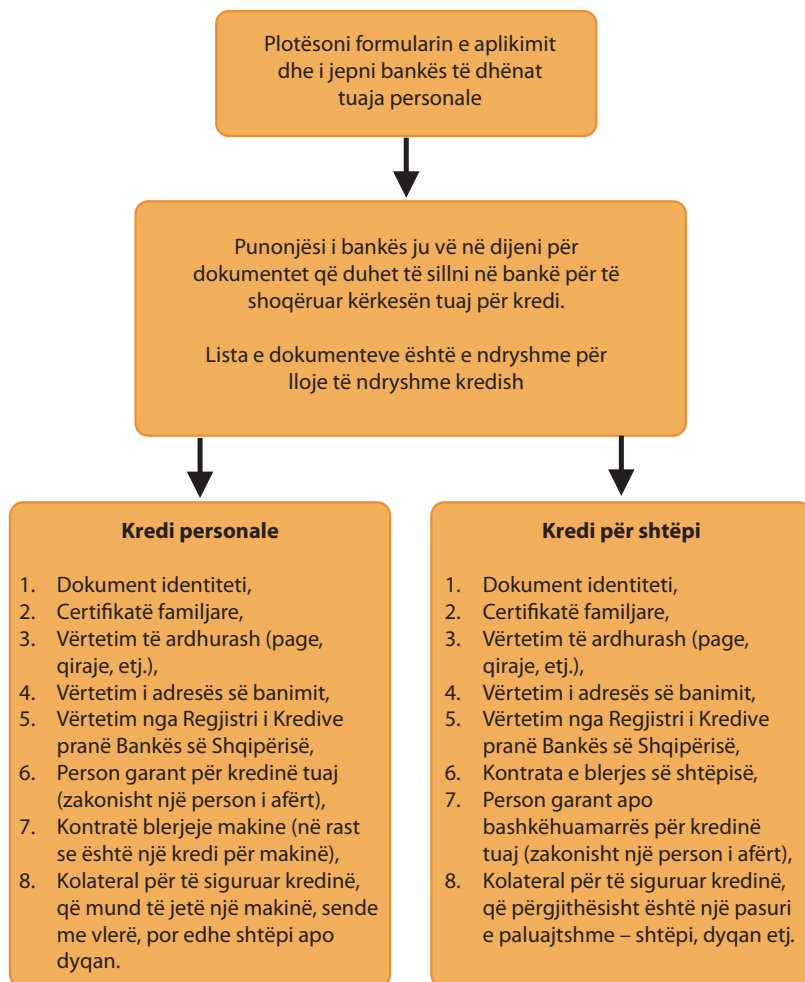 Plotësoni formularin e aplikimit
dhe i jepni bankës të dhënat
tuaja personale
Punonjësi i bankës ju vë në dijeni për
dokumentet që duhet të sillni në bankë për të
shoqëruar kërkesën tuaj për kredi.
Lista e dokumenteve është e ndryshme për
lloje të ndryshme kredish
Kredi personale
1. Dokument identiteti,
2. Certifikatë familjare,
3. Vërtetim të ardhurash (page,
qiraje, etj.),
4. Vërtetim i adresës së banimit,
5. Vërtetim nga Regjistri i Kredive
pranë Bankës së Shqipërisë,
6. Person garant për kredinë tuaj
(zakonisht një person i afërt),
7. Kontratë blerjeje makine (në rast
se është një kredi për makinë),
8. Kolateral për të siguruar kredinë,
që mund të jetë një makinë, sende
me vlerë, por edhe shtëpi apo
dyqan.
Kredi për shtëpi
1. Dokument identiteti,
2. Certifikatë familjare,
3. Vërtetim të ardhurash (page,
qiraje, etj.),
4. Vërtetim i adresës së banimit,
5. Vërtetim nga Regjistri i Kredive
pranë Bankës së Shqipërisë,
6. Kontrata e blerjes së shtëpisë,
7. Person garant apo
bashkëhuamarrës për kredinë
tuaj (zakonisht një person i afërt),
8. Kolateral për të siguruar kredinë,
që përgjithësisht është një pasuri
e paluajtshme – shtëpi, dyqan etj.